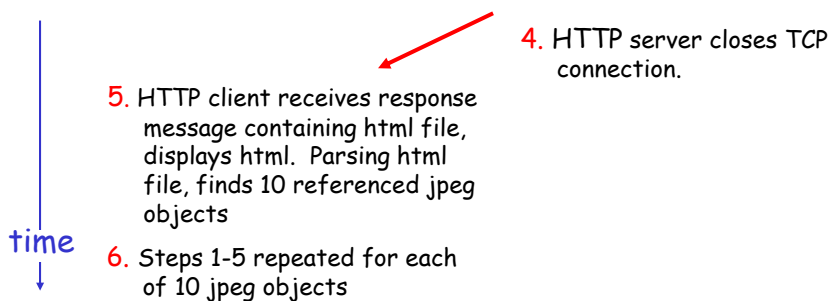 4. HTTP server closes TCP
connection.
5. HTTP client receives response
message containing html file,
displays html. Parsing html
file, finds 10 referenced jpeg
objects
time
6. Steps 1-5 repeated for each
of 10 jpeg objects